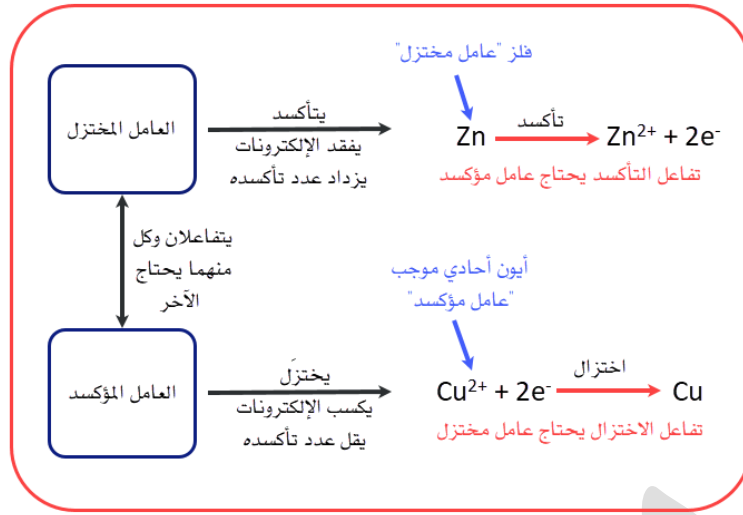 فلز "عامل مختزل"
العامل المختزل
يتأكسد
يفقد الإلكترونات
يزداد عدد تأكسده
Zn
تأكسد
Zn²⁺ + 2e⁻
تفاعل التأكسد يحتاج عامل مؤكسد
يتفاعلان وكل
منهما يحتاج
الآخر
أيون أحادي موجب
"عامل مؤكسد"
العامل المؤكسد
يختزَل
يكسب الإلكترونات
يقل عدد تأكسده
Cu²⁺ + 2e⁻
اختزال
Cu
تفاعل الاختزال يحتاج عامل مختزل